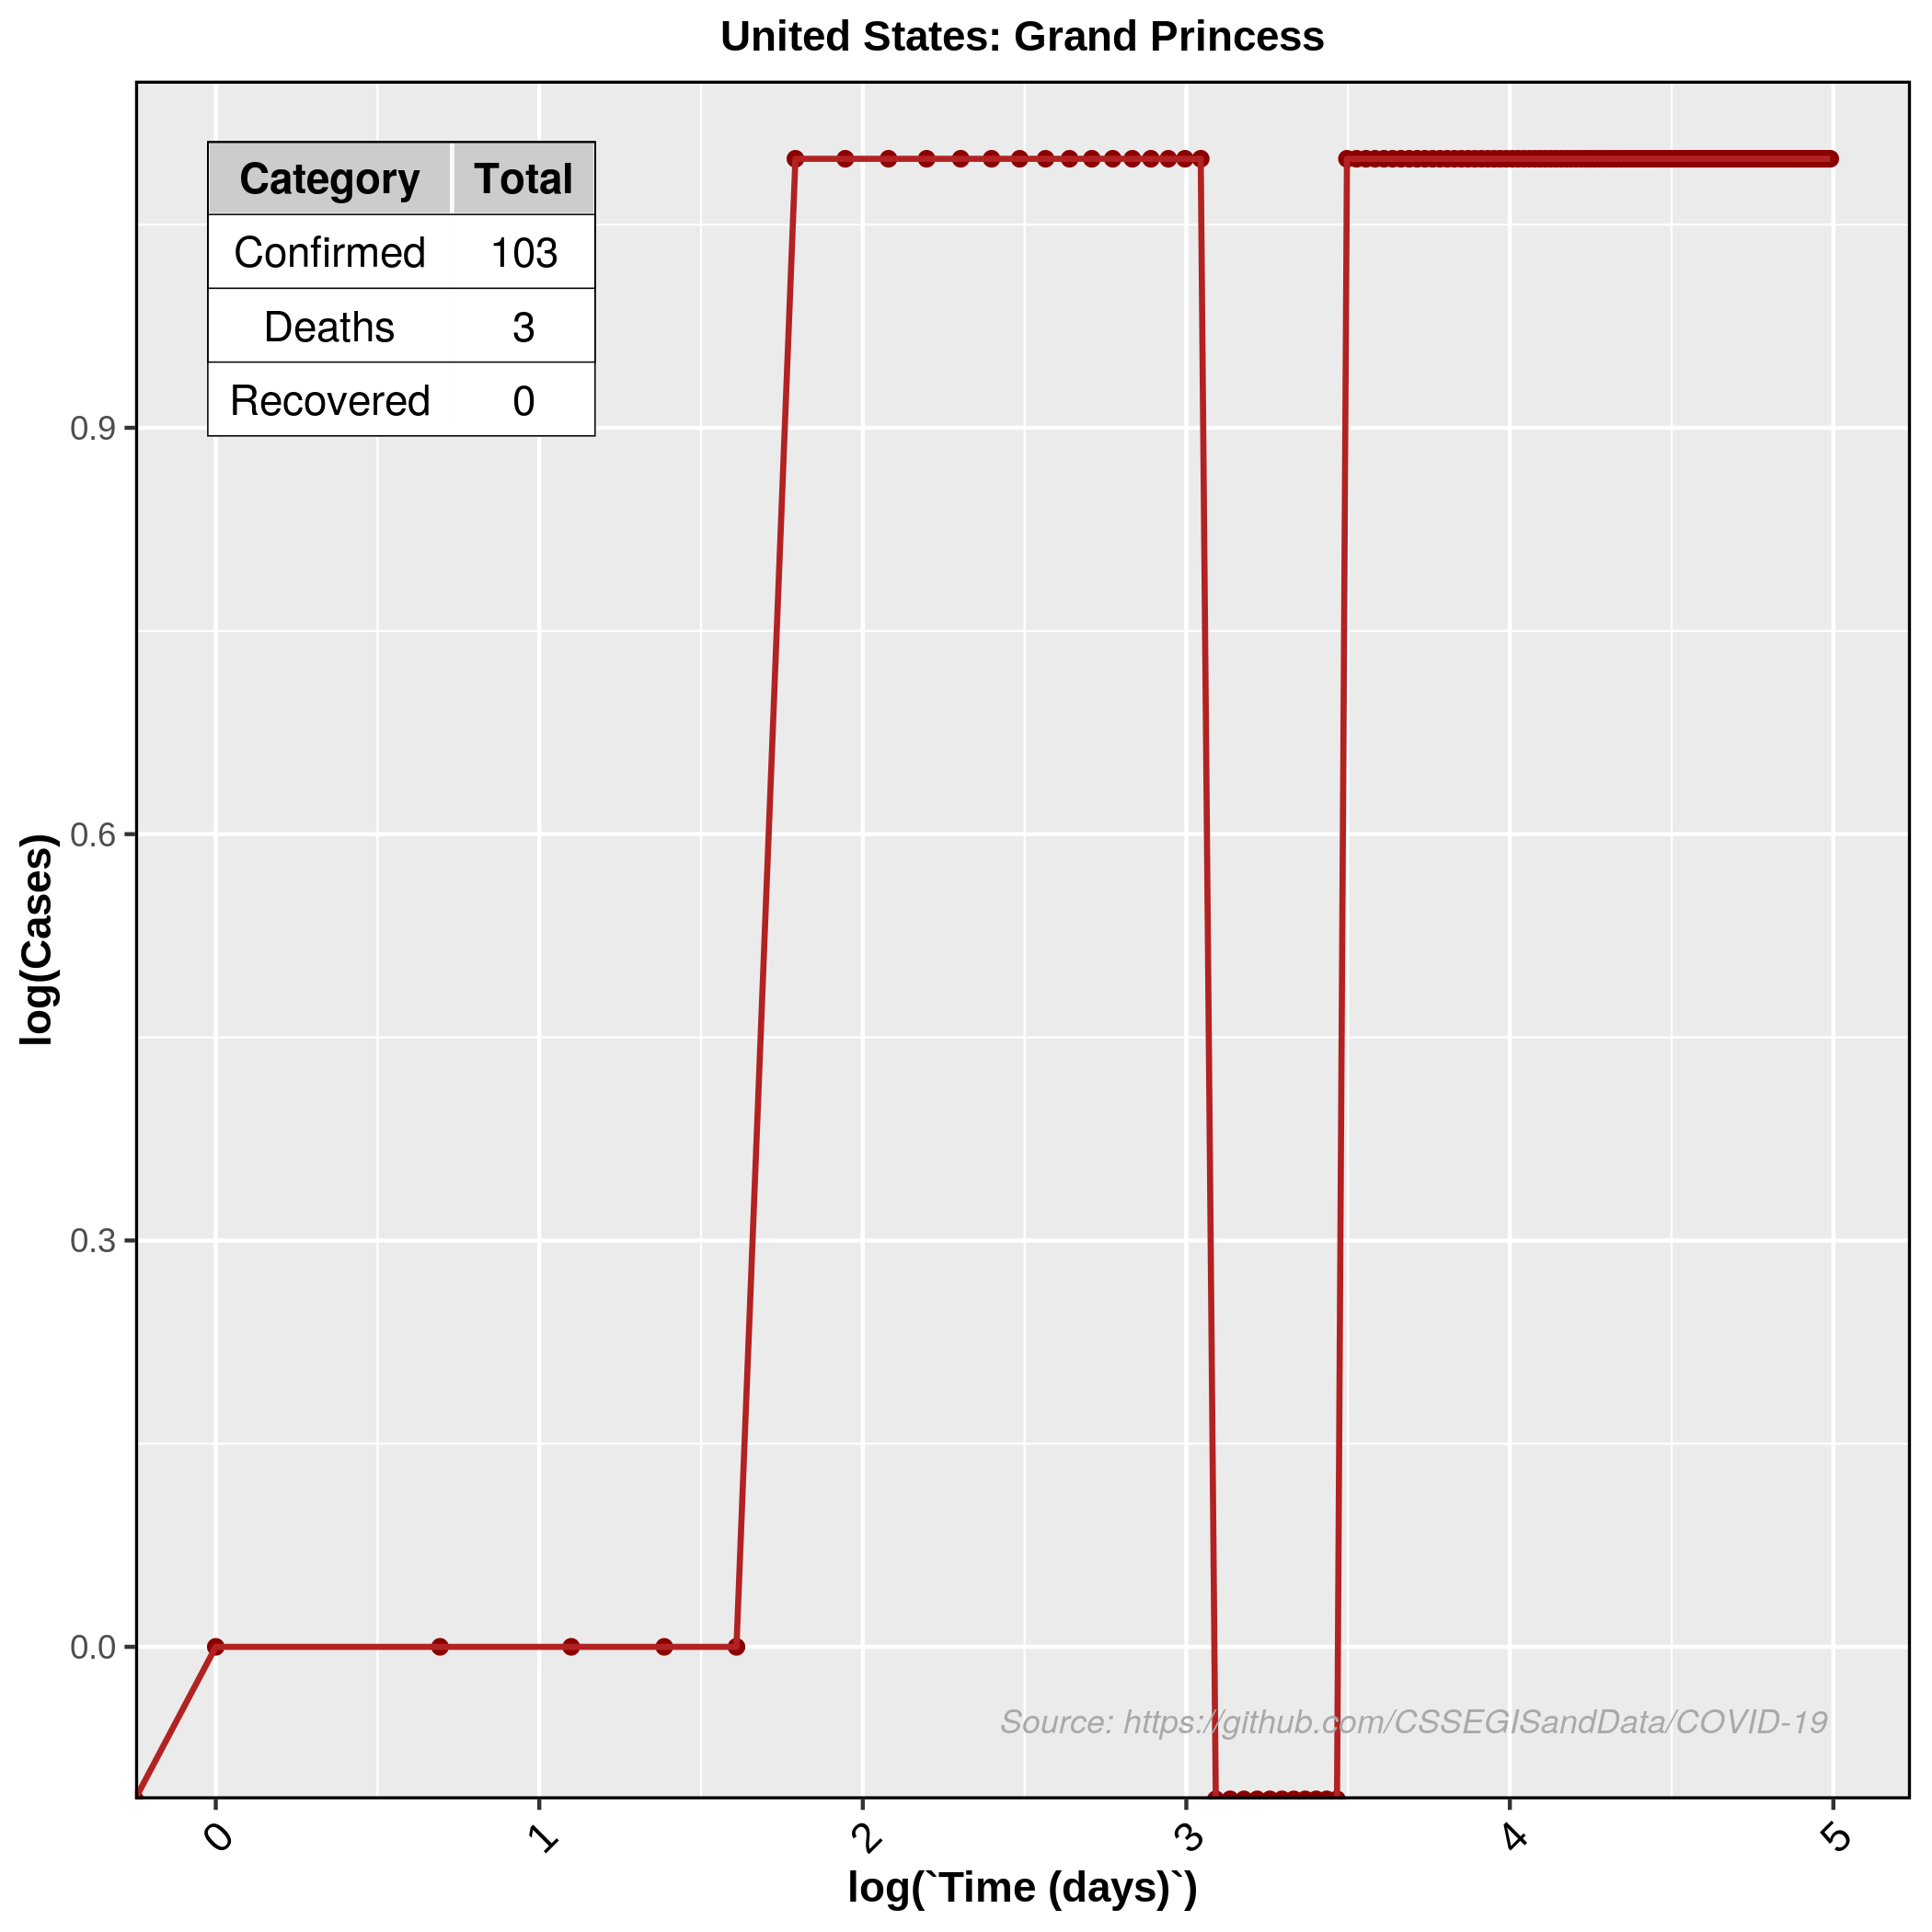 United States: Grand Princess
Category Total
Confirmed 103
Deaths 3
Recovered 0
0.9
0.6
0.3
0.0
log(Cases)
Source: https://github.com/CSSEGISandData/COVID-19
0 1 2 3 4 5
log(`Time (days)`)